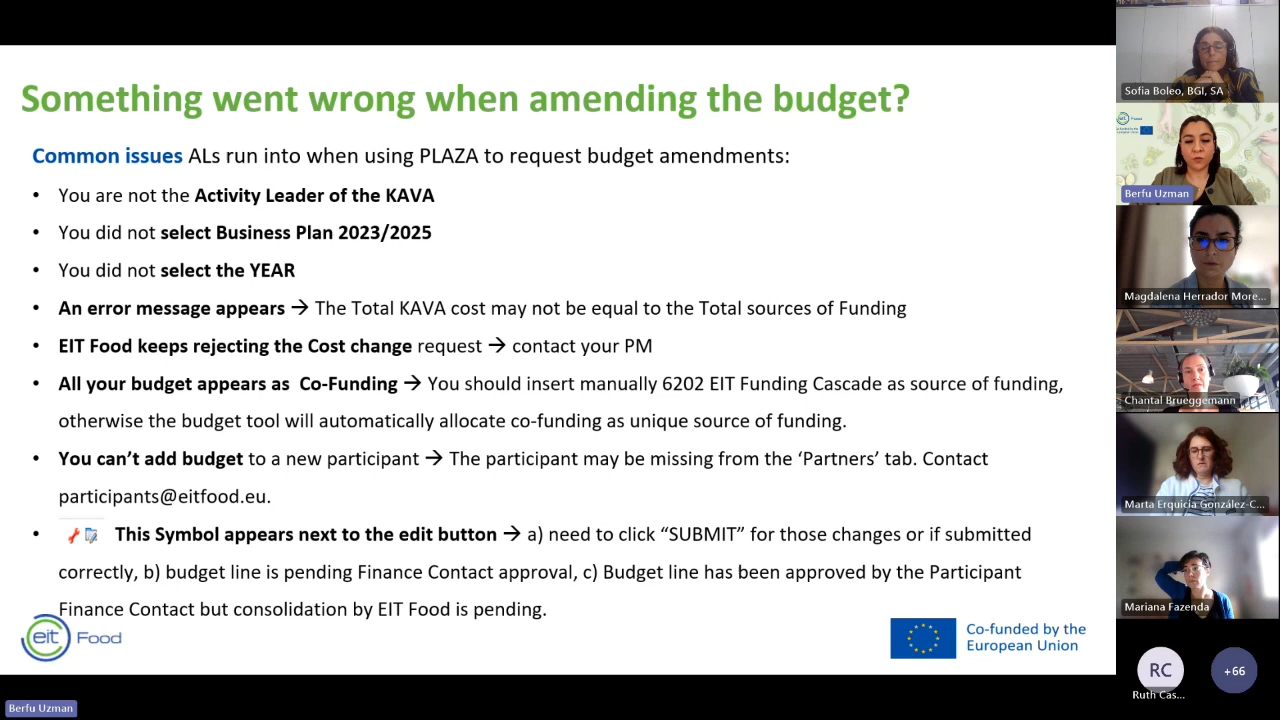 Something went wrong when amending the budget?
Common issues ALs run into when using PLAZA to request budget amendments:
• You are not the Activity Leader of the KAVA
• You did not select Business Plan 2023/2025
• You did not select the YEAR
• An error message appears → The Total KAVA cost may not be equal to the Total sources of Funding
• EIT Food keeps rejecting the Cost change request → contact your PM
• All your budget appears as Co-Funding → You should insert manually 6202 EIT Funding Cascade as source of funding,
otherwise the budget tool will automatically allocate co-funding as unique source of funding.
• You can't add budget to a new participant → The participant may be missing from the 'Partners' tab. Contact
participants@eitfood.eu.
• This Symbol appears next to the edit button → a) need to click "SUBMIT" for those changes or if submitted
correctly, b) budget line is pending Finance Contact approval, c) Budget line has been approved by the Participant
Finance Contact but consolidation by EIT Food is pending.
eit Food
Co-funded by the
European Union
Berfu Uzman
Sofia Boleo, BGI, SA
eit Food
Berfu Uzman
Magdalena Herrador More...
Chantal Brueggemann
Marta Erquicia González-C...
Mariana Fazenda
RC
Ruth Cas...
+66